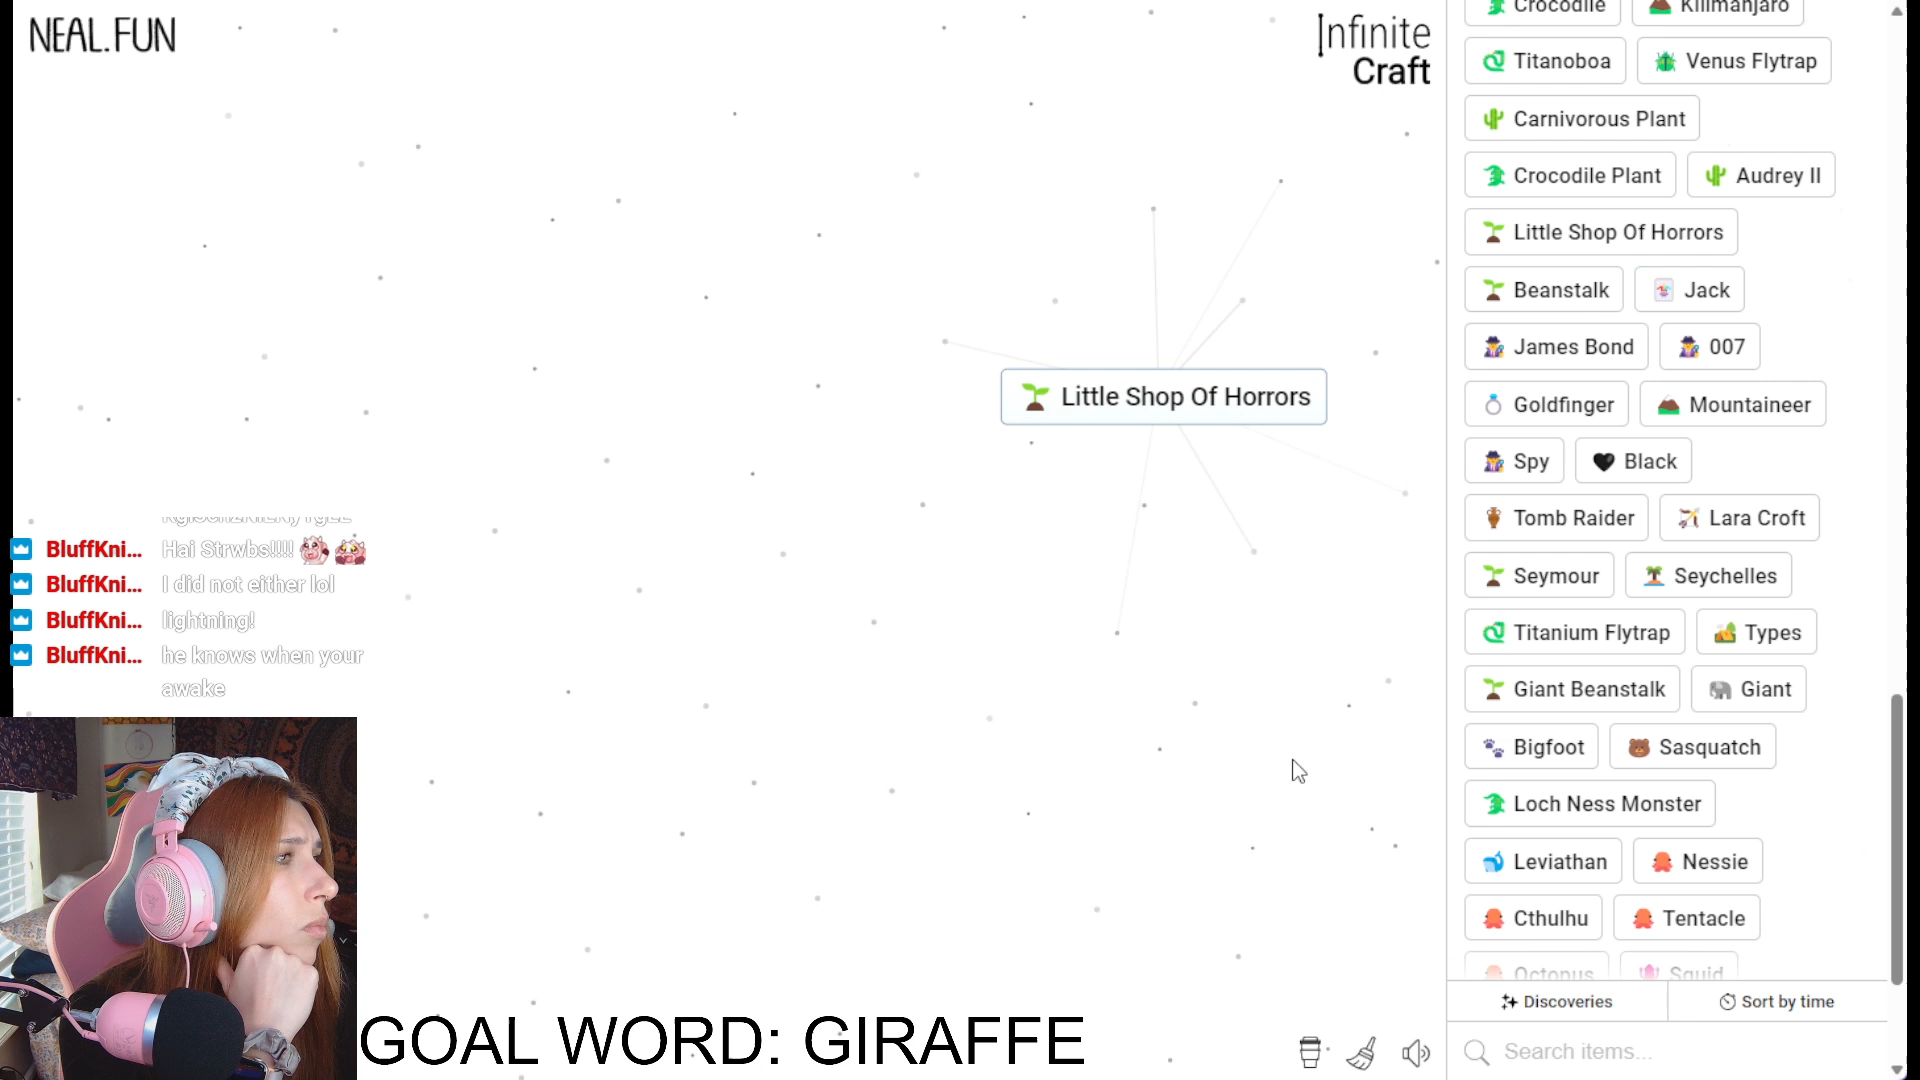 NEAL.FUN
Infinite
Craft
Crocodile
Kilimanjaro
Titanoboa
Venus Flytrap
Carnivorous Plant
Crocodile Plant
Audrey II
Little Shop Of Horrors
Beanstalk
Jack
James Bond
007
Goldfinger
Mountaineer
Spy
Black
Tomb Raider
Lara Croft
Seymour
Seychelles
Titanium Flytrap
Types
Giant Beanstalk
Giant
Bigfoot
Sasquatch
Loch Ness Monster
Leviathan
Nessie
Cthulhu
Tentacle
Octopus
Squid
Discoveries
Sort by time
Search items...
Little Shop Of Horrors
BluffKni... Hai Strwbs!!!!
BluffKni... I did not either lol
BluffKni... lightning!
BluffKni... he knows when your
awake
GOAL WORD: GIRAFFE